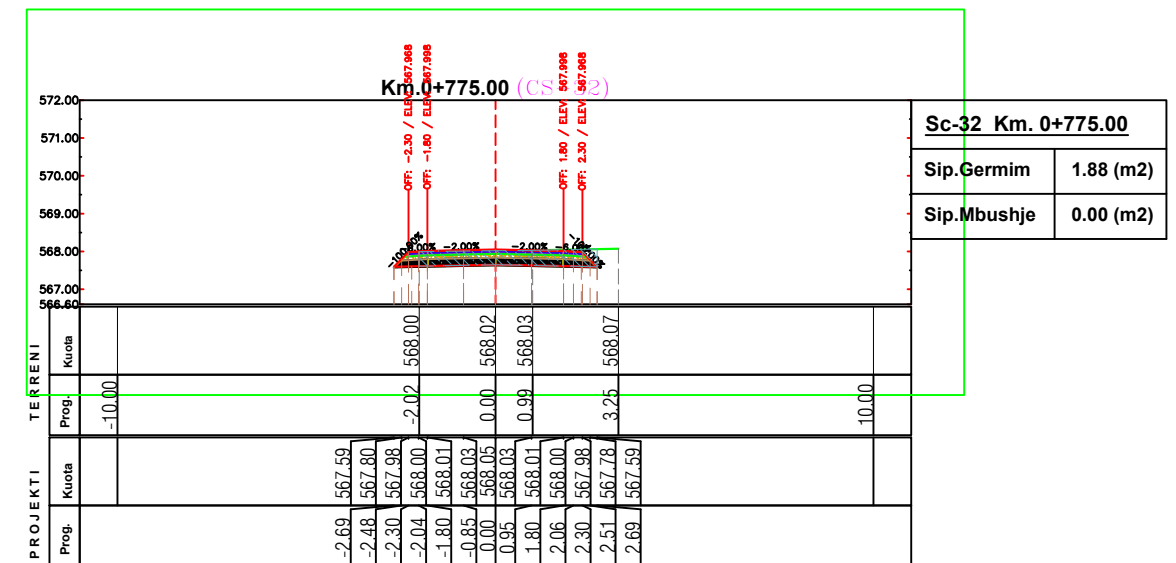 Km.0+775.00 (CS-32)
OFF: -2.30 / ELEV: 567.968
OFF: -1.80 / ELEV: 567.998
OFF: 1.80 / ELEV: 567.998
OFF: 2.30 / ELEV: 567.968
572.00
571.00
570.00
569.00
568.00
567.00
566.60
-2.00%
-2.00%
Sc-32 Km. 0+775.00
Sip.Germim 1.88 (m2)
Sip.Mbushje 0.00 (m2)
TERRENI
Kuota 568.00 568.02 568.03 568.07
Prog. -10.00 -2.02 0.00 0.99 3.25 10.00
PROJEKTI
Kuota 567.59 567.80 567.98 568.00 568.01 568.03 568.05 568.03 568.01 568.00 567.98 567.78 567.59
Prog. -2.69 -2.48 -2.30 -2.04 -1.80 -0.85 0.00 0.95 1.80 2.06 2.30 2.51 2.69